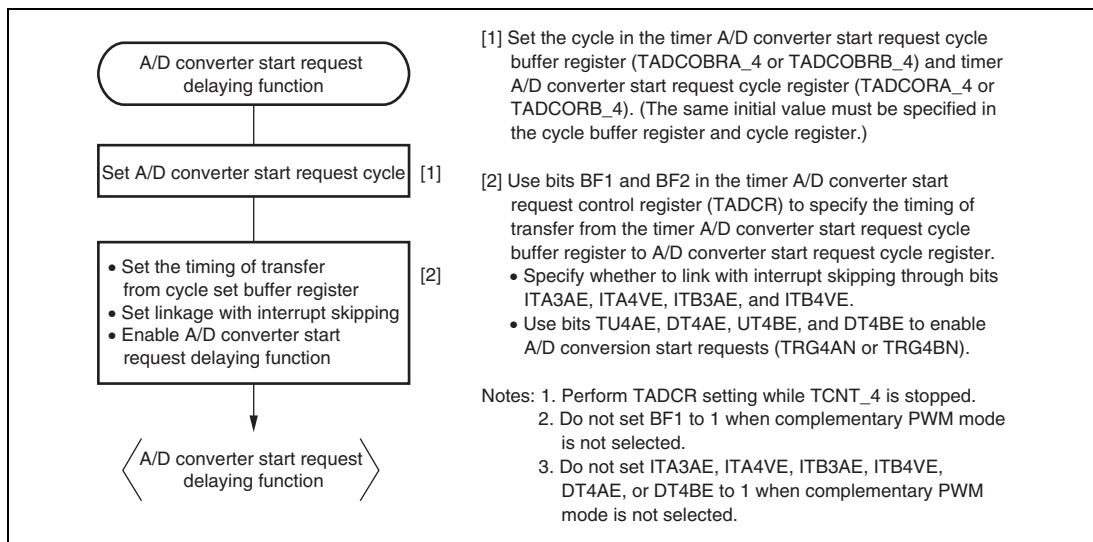 A/D converter start request
delaying function
Set A/D converter start request cycle
[1]
• Set the timing of transfer
from cycle set buffer register
• Set linkage with interrupt skipping
• Enable A/D converter start
request delaying function
[2]
A/D converter start request
delaying function
[1] Set the cycle in the timer A/D converter start request cycle
buffer register (TADCOBRA_4 or TADCOBRB_4) and timer
A/D converter start request cycle register (TADCORA_4 or
TADCORB_4). (The same initial value must be specified in
the cycle buffer register and cycle register.)
[2] Use bits BF1 and BF2 in the timer A/D converter start
request control register (TADCR) to specify the timing of
transfer from the timer A/D converter start request cycle
buffer register to A/D converter start request cycle register.
• Specify whether to link with interrupt skipping through bits
ITA3AE, ITA4VE, ITB3AE, and ITB4VE.
• Use bits TU4AE, DT4AE, UT4BE, and DT4BE to enable
A/D conversion start requests (TRG4AN or TRG4BN).
Notes: 1. Perform TADCR setting while TCNT_4 is stopped.
2. Do not set BF1 to 1 when complementary PWM mode
is not selected.
3. Do not set ITA3AE, ITA4VE, ITB3AE, ITB4VE,
DT4AE, or DT4BE to 1 when complementary PWM
mode is not selected.